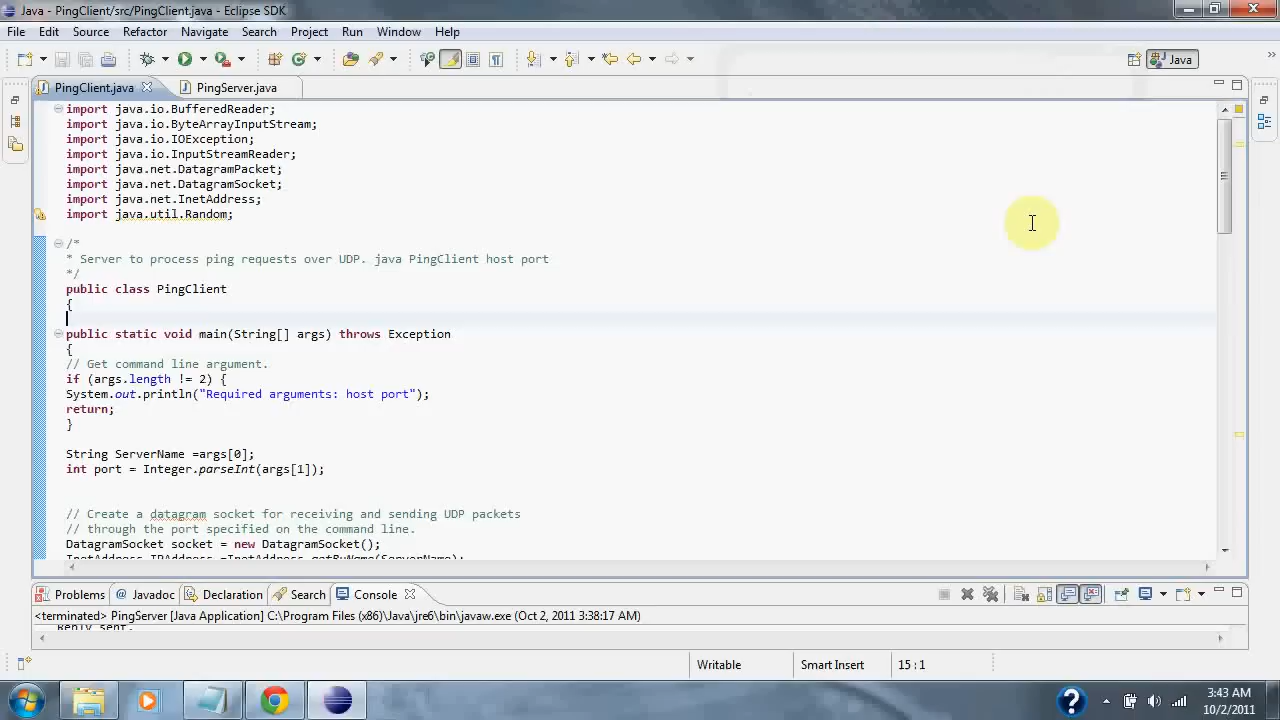 Java - PingClient/src/PingClient.java - Eclipse SDK
File Edit Source Refactor Navigate Search Project Run Window Help
Java
PingClient.java PingServer.java
import java.io.BufferedReader;
import java.io.ByteArrayInputStream;
import java.io.IOException;
import java.io.InputStreamReader;
import java.net.DatagramPacket;
import java.net.DatagramSocket;
import java.net.InetAddress;
import java.util.Random;
/*
* Server to process ping requests over UDP. java PingClient host port
*/
public class PingClient
{
public static void main(String[] args) throws Exception
{
// Get command line argument.
if (args.length != 2) {
System.out.println("Required arguments: host port");
return;
}
String ServerName =args[0];
int port = Integer.parseInt(args[1]);
// Create a datagram socket for receiving and sending UDP packets
// through the port specified on the command line.
DatagramSocket socket = new DatagramSocket();
InetAddress IPAddress =InetAddress.getByName(ServerName);
Problems @ Javadoc Declaration Search Console
<terminated> PingServer [Java Application] C:\Program Files (x86)\Java\jre6\bin\javaw.exe (Oct 2, 2011 3:38:17 AM)
Reply sent.
Writable Smart Insert 15 : 1
3:43 AM
10/2/2011